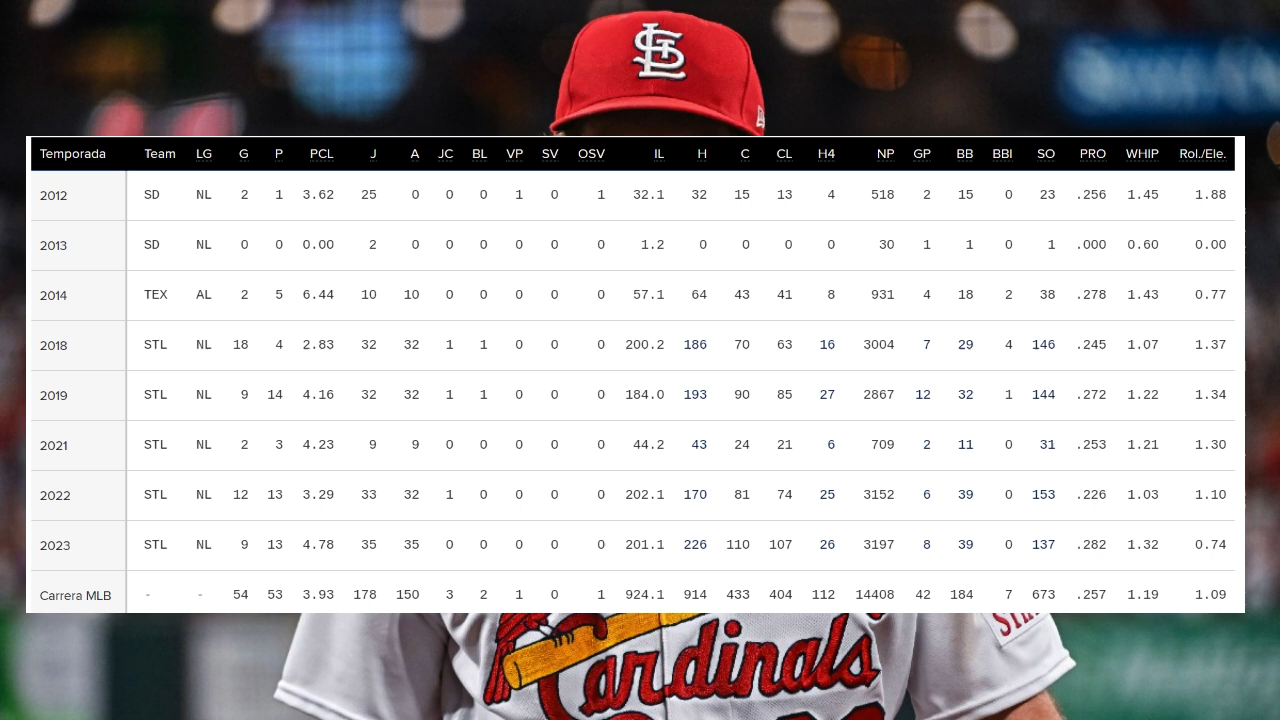 STL
Temporada Team LG G P PCL J A JC BL VP SV OSV IL H C CL H4 NP GP BB BBI SO PRO WHIP Rol./Ele.
2012 SD NL 2 1 3.62 25 0 0 0 1 0 1 32.1 32 15 13 4 518 2 15 0 23 .256 1.45 1.88
2013 SD NL 0 0 0.00 2 0 0 0 0 0 0 1.2 0 0 0 0 30 1 1 0 1 .000 0.60 0.00
2014 TEX AL 2 5 6.44 10 10 0 0 0 0 0 57.1 64 43 41 8 931 4 18 2 38 .278 1.43 0.77
2018 STL NL 18 4 2.83 32 32 1 1 0 0 0 200.2 186 70 63 16 3004 7 29 4 146 .245 1.07 1.37
2019 STL NL 9 14 4.16 32 32 1 1 0 0 0 184.0 193 90 85 27 2867 12 32 1 144 .272 1.22 1.34
2021 STL NL 2 3 4.23 9 9 0 0 0 0 0 44.2 43 24 21 6 709 2 11 0 31 .253 1.21 1.30
2022 STL NL 12 13 3.29 33 32 1 0 0 0 0 202.1 170 81 74 25 3152 6 39 0 153 .226 1.03 1.10
2023 STL NL 9 13 4.78 35 35 0 0 0 0 0 201.1 226 110 107 26 3197 8 39 0 137 .282 1.32 0.74
Carrera MLB - - 54 53 3.93 178 150 3 2 1 0 1 924.1 914 433 404 112 14408 42 184 7 673 .257 1.19 1.09
Cardinals